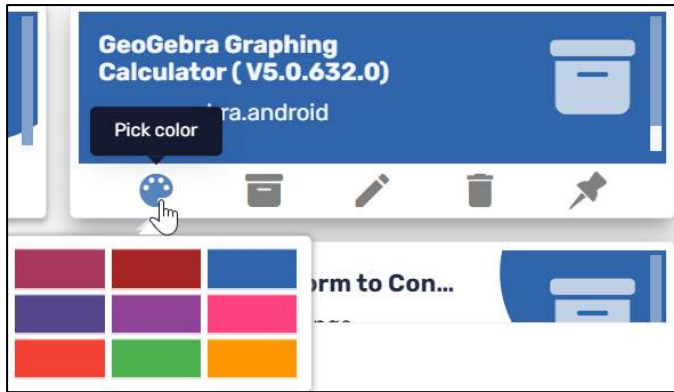 GeoGebra Graphing
Calculator ( V5.0.632.0)
ra.android
Pick color
orm to Con...